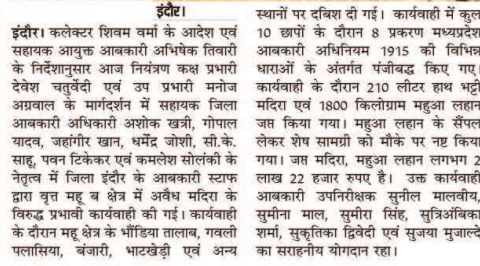 इंदौर।
इंदौर। कलेक्टर शिवम वर्मा के आदेश एवं
सहायक आयुक्त आबकारी अभिषेक तिवारी
के निर्देशानुसार आज नियंत्रण कक्ष प्रभारी
देवेश चतुर्वेदी एवं उप प्रभारी मनोज
अग्रवाल के मार्गदर्शन में सहायक जिला
आबकारी अधिकारी अशोक खत्री, गोपाल
यादव, जहांगीर खान, धर्मेंद्र जोशी, सी.के.
साहू, पवन टिकेकर एवं कमलेश सोलंकी के
नेतृत्व में जिला इंदौर के आबकारी स्टाफ
द्वारा वृत्त महू ब क्षेत्र में अवैध मदिरा के
विरुद्ध प्रभावी कार्यवाही की गई। कार्यवाही
के दौरान महू क्षेत्र के भौंडिया तालाब, गवली
पलासिया, बंजारी, भाटखेड़ी एवं अन्य
स्थानों पर दबिश दी गई। कार्यवाही में कुल
10 छापों के दौरान 8 प्रकरण मध्यप्रदेश
आबकारी अधिनियम 1915 की विभिन्न
धाराओं के अंतर्गत पंजीबद्ध किए गए।
कार्यवाही के दौरान 210 लीटर हाथ भट्टी
मदिरा एवं 1800 किलोग्राम महुआ लहान
जप्त किया गया। महुआ लहान के सैंपल
लेकर शेष सामग्री को मौके पर नष्ट किया
गया। जप्त मदिरा, महुआ लहान लगभग 2
लाख 22 हजार रुपए है। उक्त कार्यवाही
आबकारी उपनिरीक्षक सुनील मालवीय,
सुमीना माल, सुमीरा सिंह, सुत्रिअंबिका
शर्मा, सुकृतिका द्विवेदी एवं सुजया मुजाल्दे
का सराहनीय योगदान रहा।